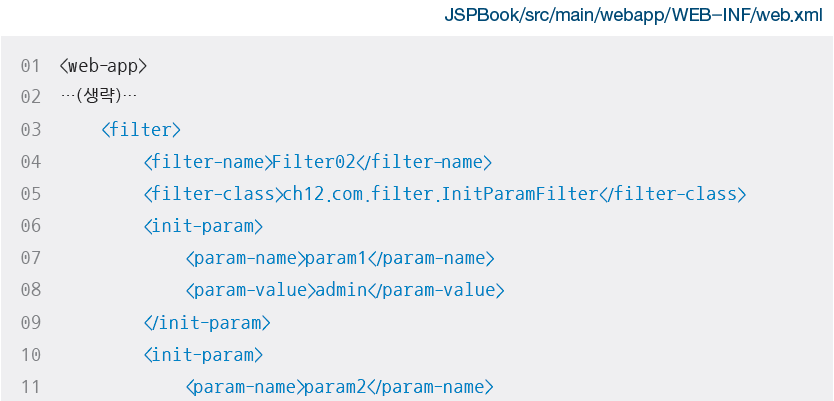 JSPBook/src/main/webapp/WEB-INF/web.xml
01 <web-app>
02 …(생략)…
03 <filter>
04 <filter-name>Filter02</filter-name>
05 <filter-class>ch12.com.filter.InitParamFilter</filter-class>
06 <init-param>
07 <param-name>param1</param-name>
08 <param-value>admin</param-value>
09 </init-param>
10 <init-param>
11 <param-name>param2</param-name>